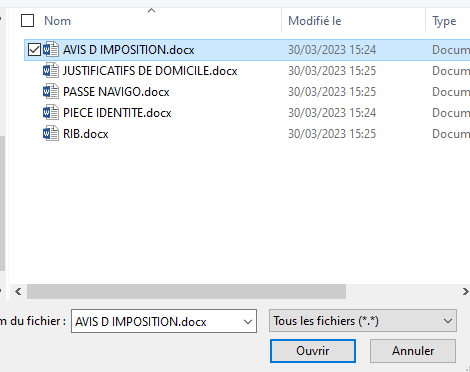 Nom Modifié le Type
AVIS D IMPOSITION.docx 30/03/2023 15:24 Docum
JUSTIFICATIFS DE DOMICILE.docx 30/03/2023 15:25 Docum
PASSE NAVIGO.docx 30/03/2023 15:25 Docum
PIECE IDENTITE.docx 30/03/2023 15:24 Docum
RIB.docx 30/03/2023 15:25 Docum
m du fichier : AVIS D IMPOSITION.docx Tous les fichiers (*.*)
Ouvrir Annuler